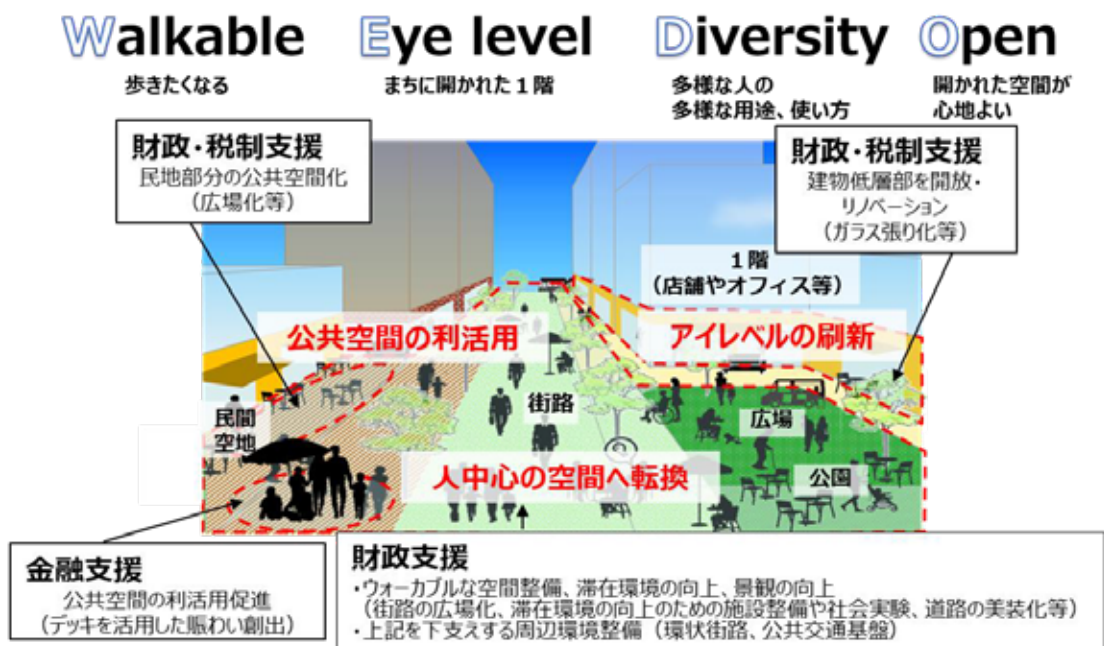 Walkable
歩きたくなる
Eye level
まちに開かれた1階
Diversity
多様な人の
多様な用途、使い方
Open
開かれた空間が
心地よい
財政・税制支援
民地部分の公共空間化
（広場化等）
財政・税制支援
建物低層部を開放・
リノベーション
（ガラス張り化等）
1階
（店舗やオフィス等）
公共空間の利活用
アイレベルの刷新
民間
空地
街路
広場
人中心の空間へ転換
公園
金融支援
公共空間の利活用促進
（デッキを活用した賑わい創出）
財政支援
・ウォーカブルな空間整備、滞在環境の向上、景観の向上
（街路の広場化、滞在環境の向上のための施設整備や社会実験、道路の美装化等）
・上記を下支えする周辺環境整備（環状街路、公共交通基盤）